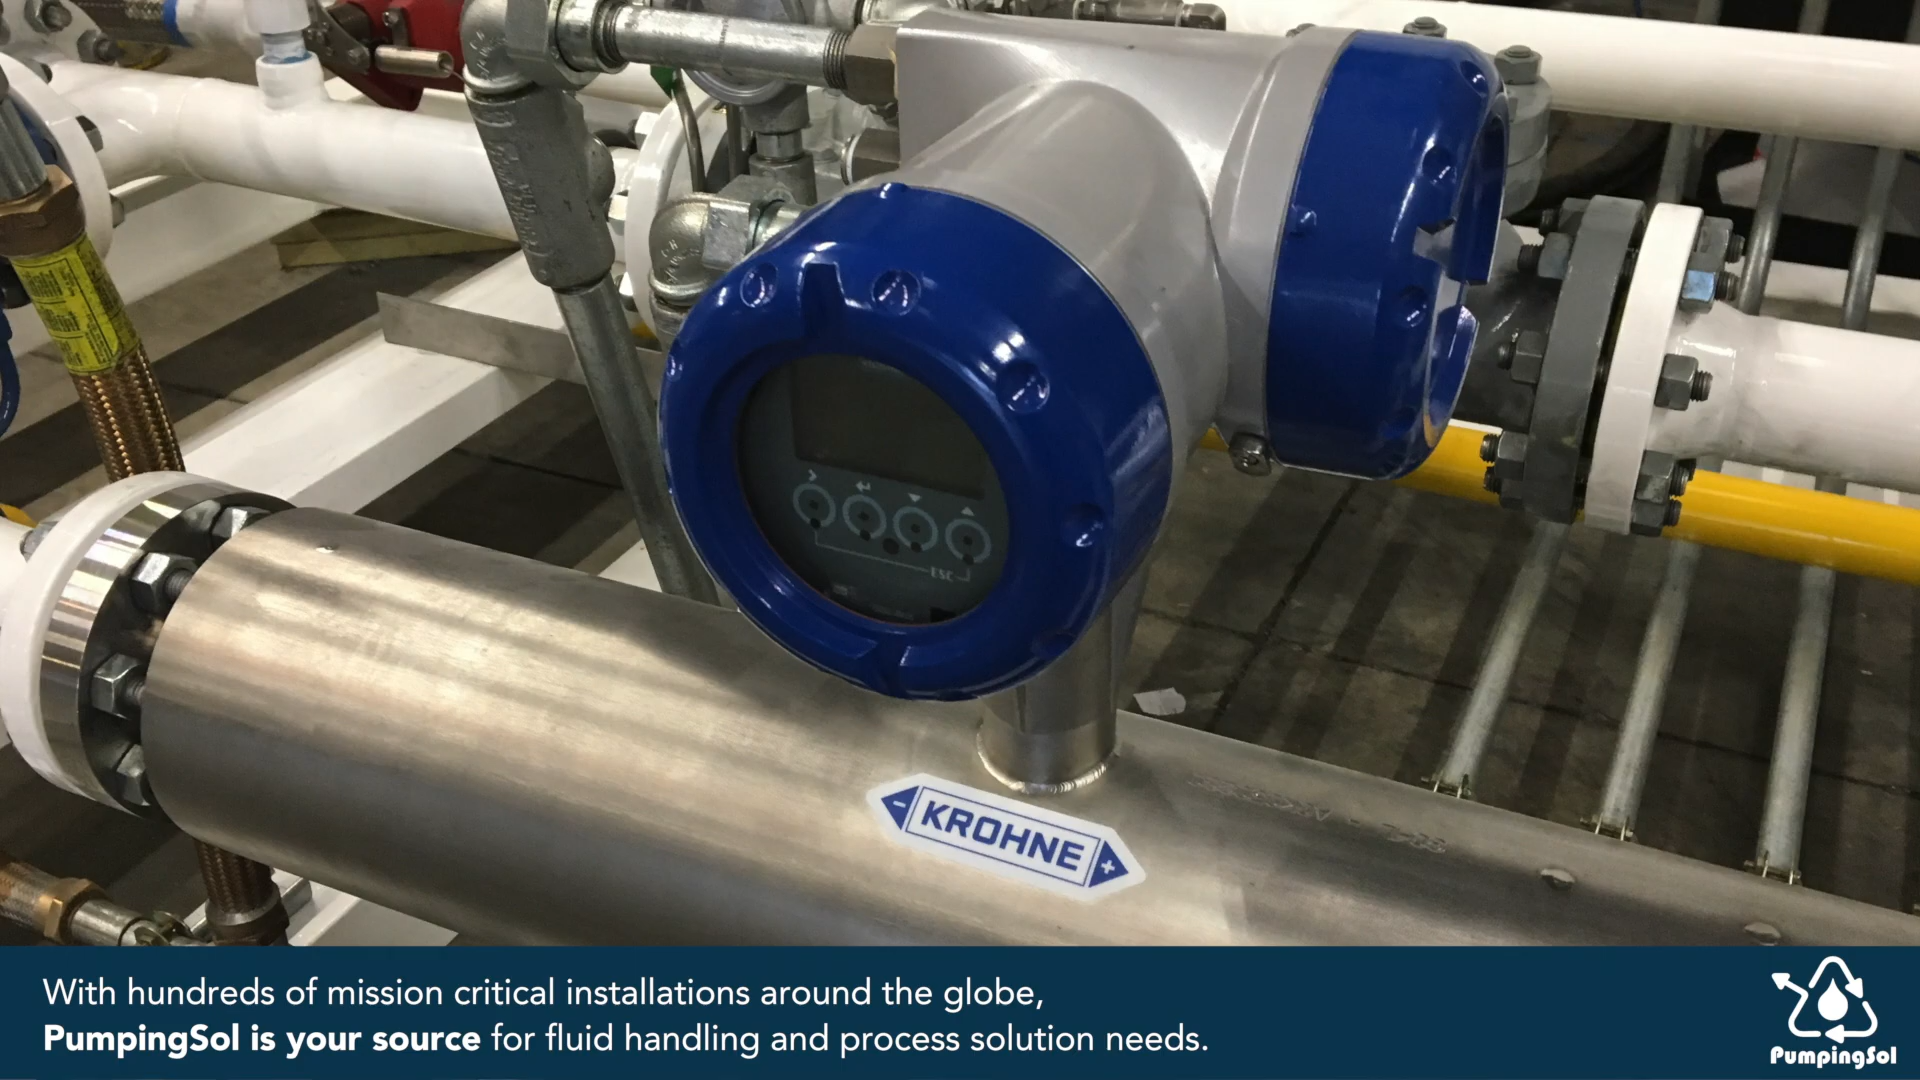 ESC
- KROHNE +
With hundreds of mission critical installations around the globe,
PumpingSol is your source for fluid handling and process solution needs.
PumpingSol